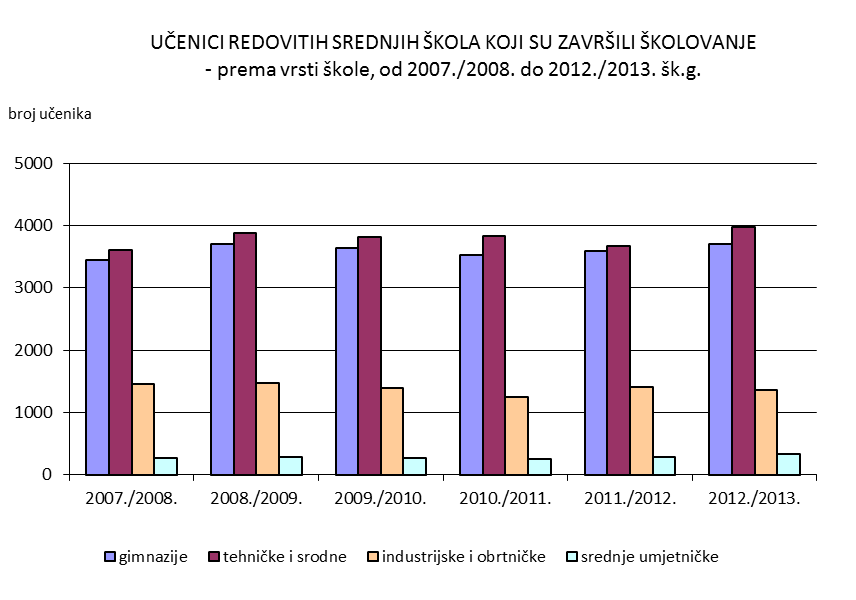 UČENICI REDOVITIH SREDNJIH ŠKOLA KOJI SU ZAVRŠILI ŠKOLOVANJE
- prema vrsti škole, od 2007./2008. do 2012./2013. šk.g.
broj učenika
5000
4000
3000
2000
1000
0
2007./2008. 2008./2009. 2009./2010. 2010./2011. 2011./2012. 2012./2013.
gimnazije tehničke i srodne industrijske i obrtničke srednje umjetničke